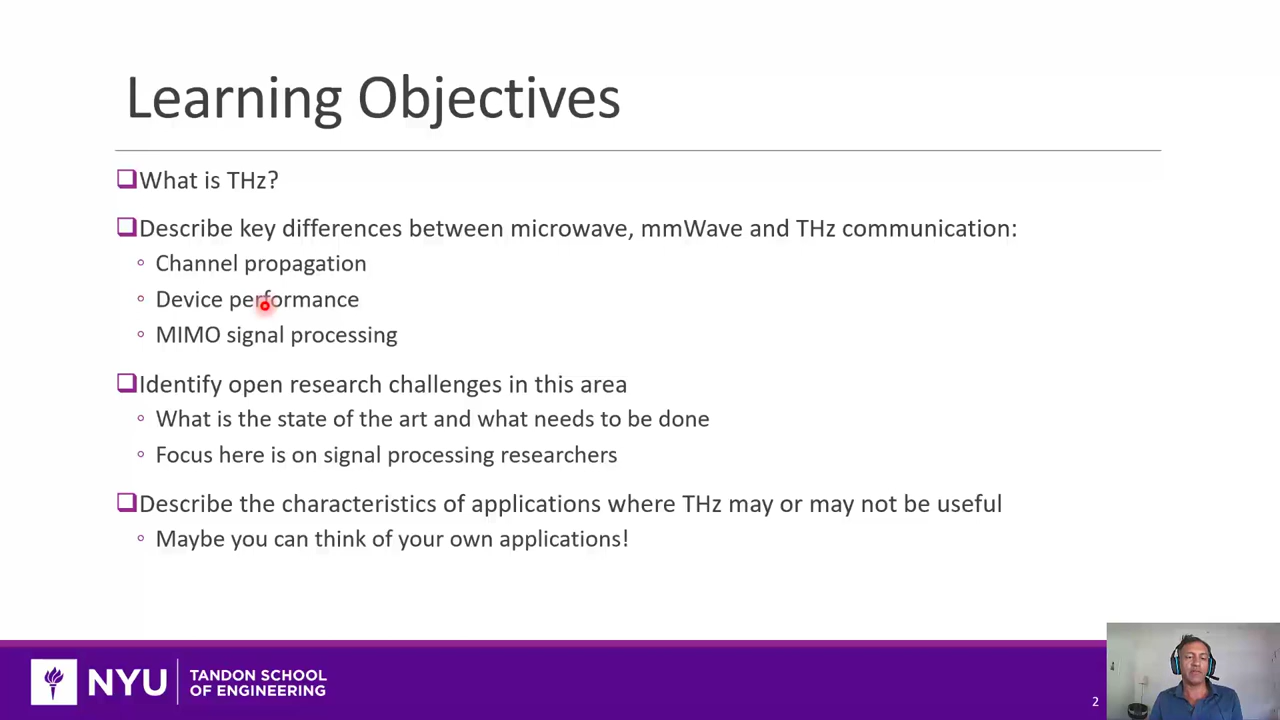 Learning Objectives
What is THz?
Describe key differences between microwave, mmWave and THz communication:
Channel propagation
Device performance
MIMO signal processing
Identify open research challenges in this area
What is the state of the art and what needs to be done
Focus here is on signal processing researchers
Describe the characteristics of applications where THz may or may not be useful
Maybe you can think of your own applications!
NYU
TANDON SCHOOL
OF ENGINEERING
2